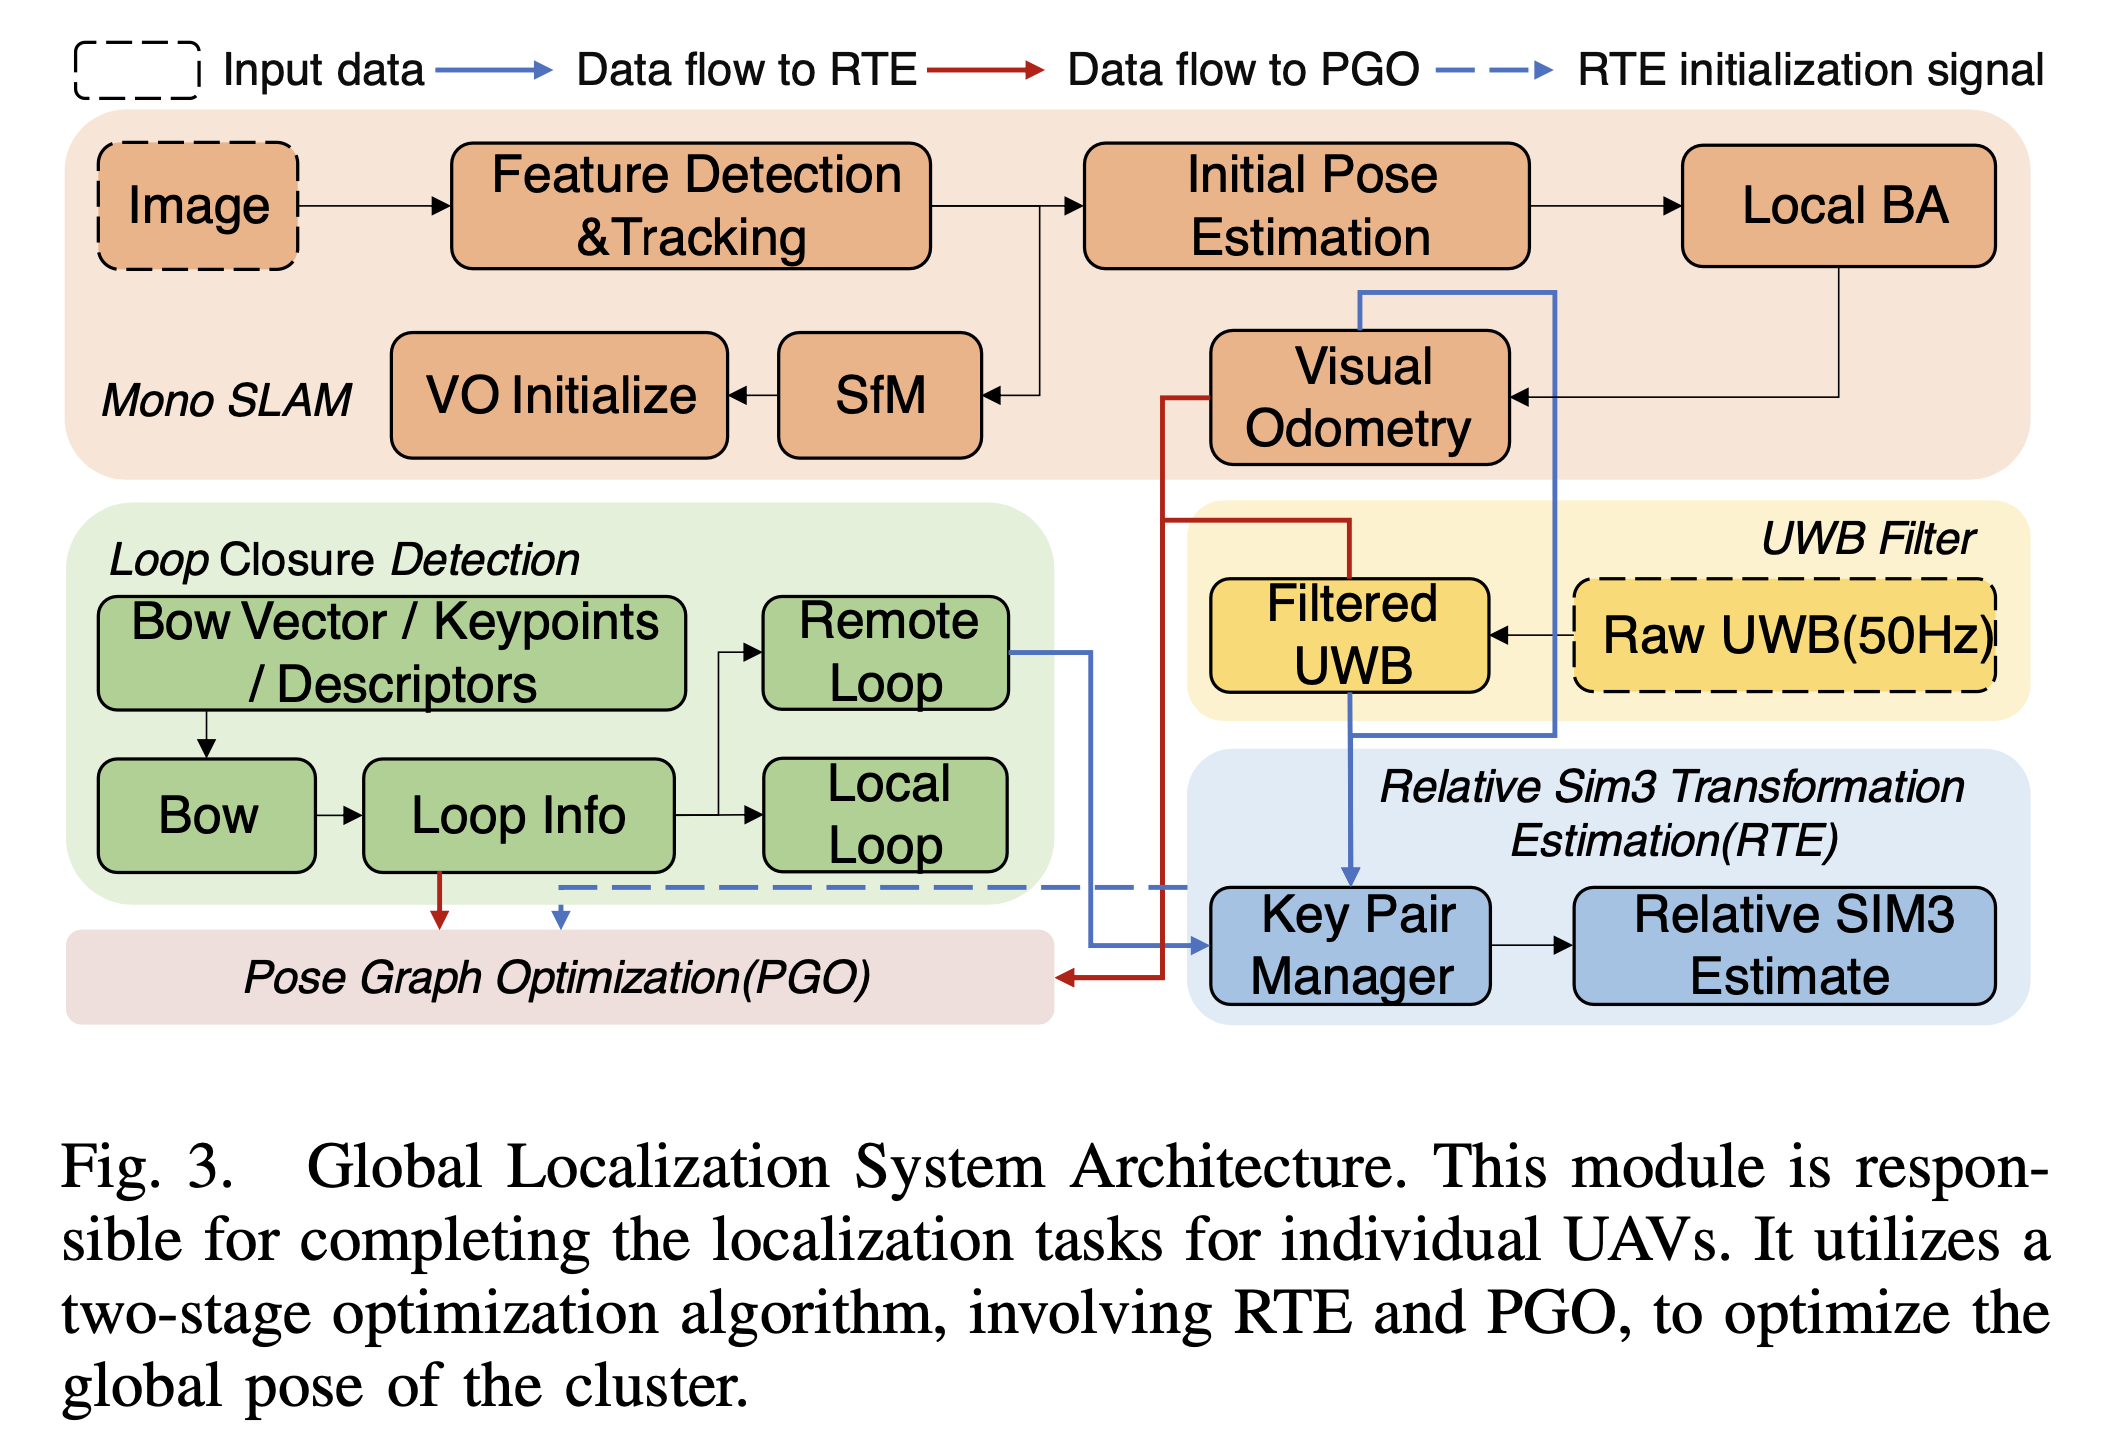 Input data
Data flow to RTE
Data flow to PGO
RTE initialization signal
Image
Feature Detection
&Tracking
Initial Pose
Estimation
Local BA
Mono SLAM
VO Initialize
SfM
Visual
Odometry
Loop Closure Detection
Bow Vector / Keypoints
/ Descriptors
Remote
Loop
Bow
Loop Info
Local
Loop
UWB Filter
Filtered
UWB
Raw UWB(50Hz)
Relative Sim3 Transformation
Estimation(RTE)
Key Pair
Manager
Relative SIM3
Estimate
Pose Graph Optimization(PGO)
Fig. 3. Global Localization System Architecture. This module is respon-
sible for completing the localization tasks for individual UAVs. It utilizes a
two-stage optimization algorithm, involving RTE and PGO, to optimize the
global pose of the cluster.